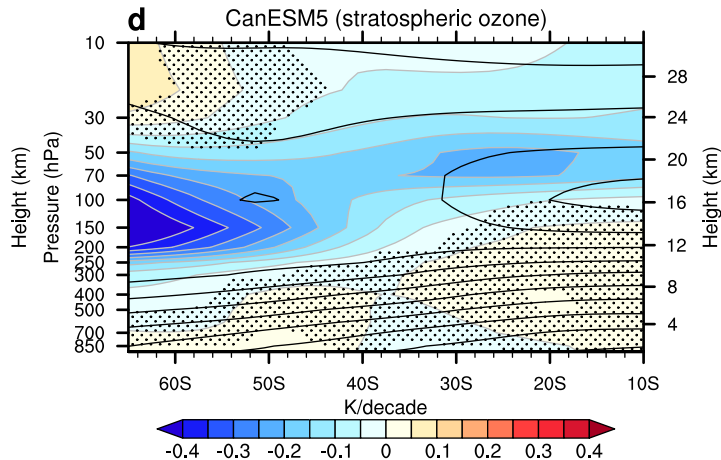 d CanESM5 (stratospheric ozone)
Height (km)
Pressure (hPa)
10
30
50
70
100
150
200
250
300
400
500
700
850
28
24
20
16
12
8
4
Height (km)
60S 50S 40S 30S 20S 10S
K/decade
-0.4 -0.3 -0.2 -0.1 0 0.1 0.2 0.3 0.4